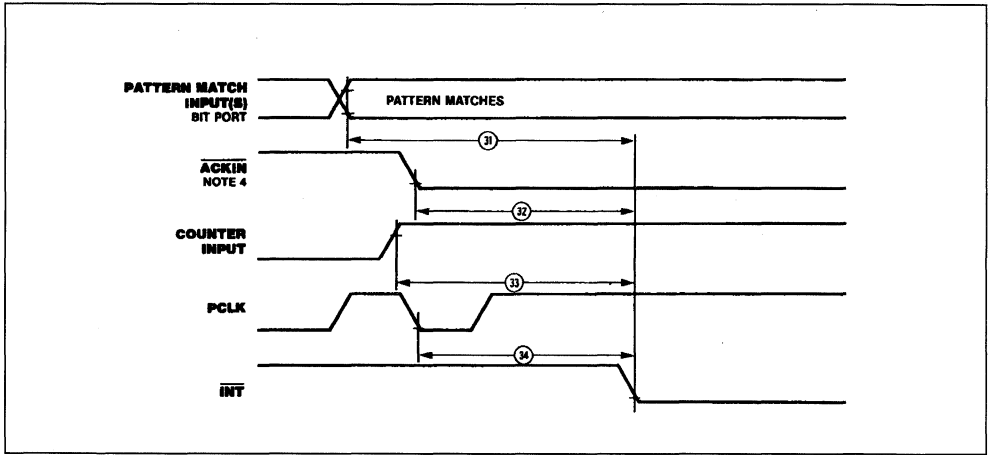 PATTERN MATCH
INPUT(S)
BIT PORT
PATTERN MATCHES
31
ACKIN
NOTE 4
32
COUNTER
INPUT
33
PCLK
34
INT